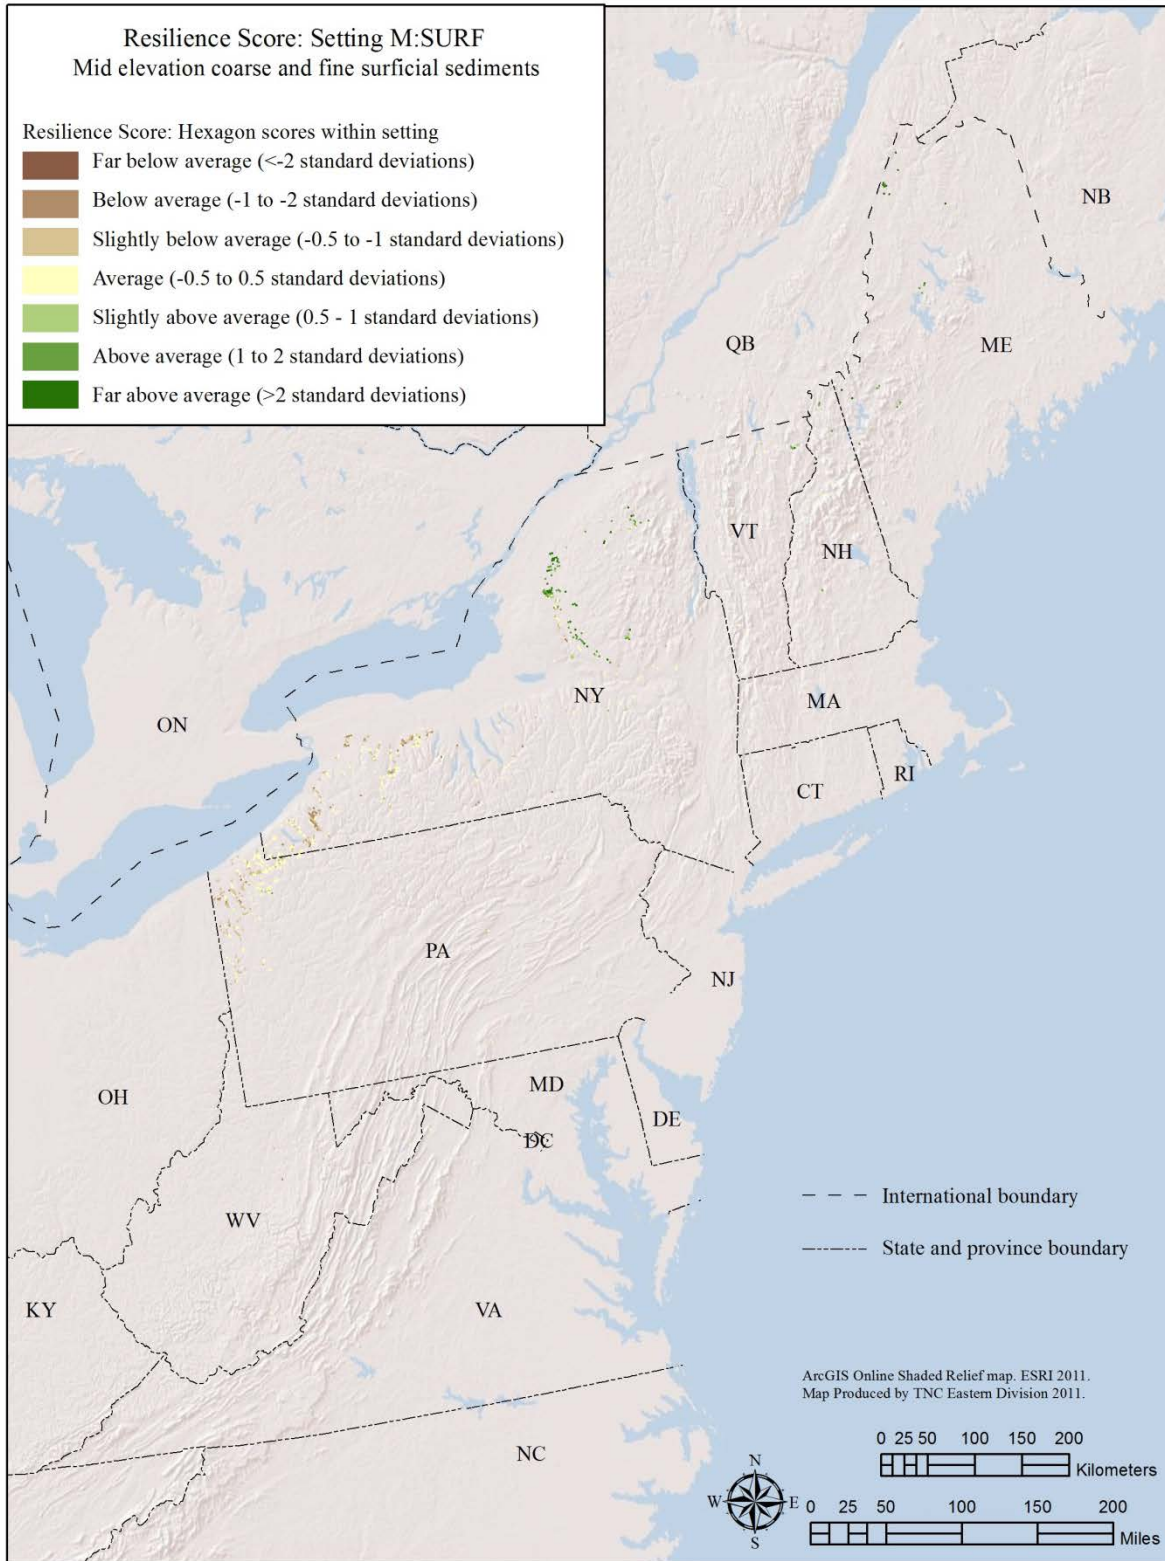 Resilience Score: Setting M:SURF
Mid elevation coarse and fine surficial sediments
Resilience Score: Hexagon scores within setting
Far below average (<-2 standard deviations)
Below average (-1 to -2 standard deviations)
Slightly below average (-0.5 to -1 standard deviations)
Average (-0.5 to 0.5 standard deviations)
Slightly above average (0.5 - 1 standard deviations)
Above average (1 to 2 standard deviations)
Far above average (>2 standard deviations)
NB
QB
ME
VT
NH
NY
MA
ON
CT
RI
PA
NJ
MD
OH
DE
DC
WV
International boundary
State and province boundary
KY
VA
ArcGIS Online Shaded Relief map. ESRI 2011.
Map Produced by TNC Eastern Division 2011.
NC
0 25 50 100 150 200
Kilometers
N
W E
S
0 25 50 100 150 200
Miles